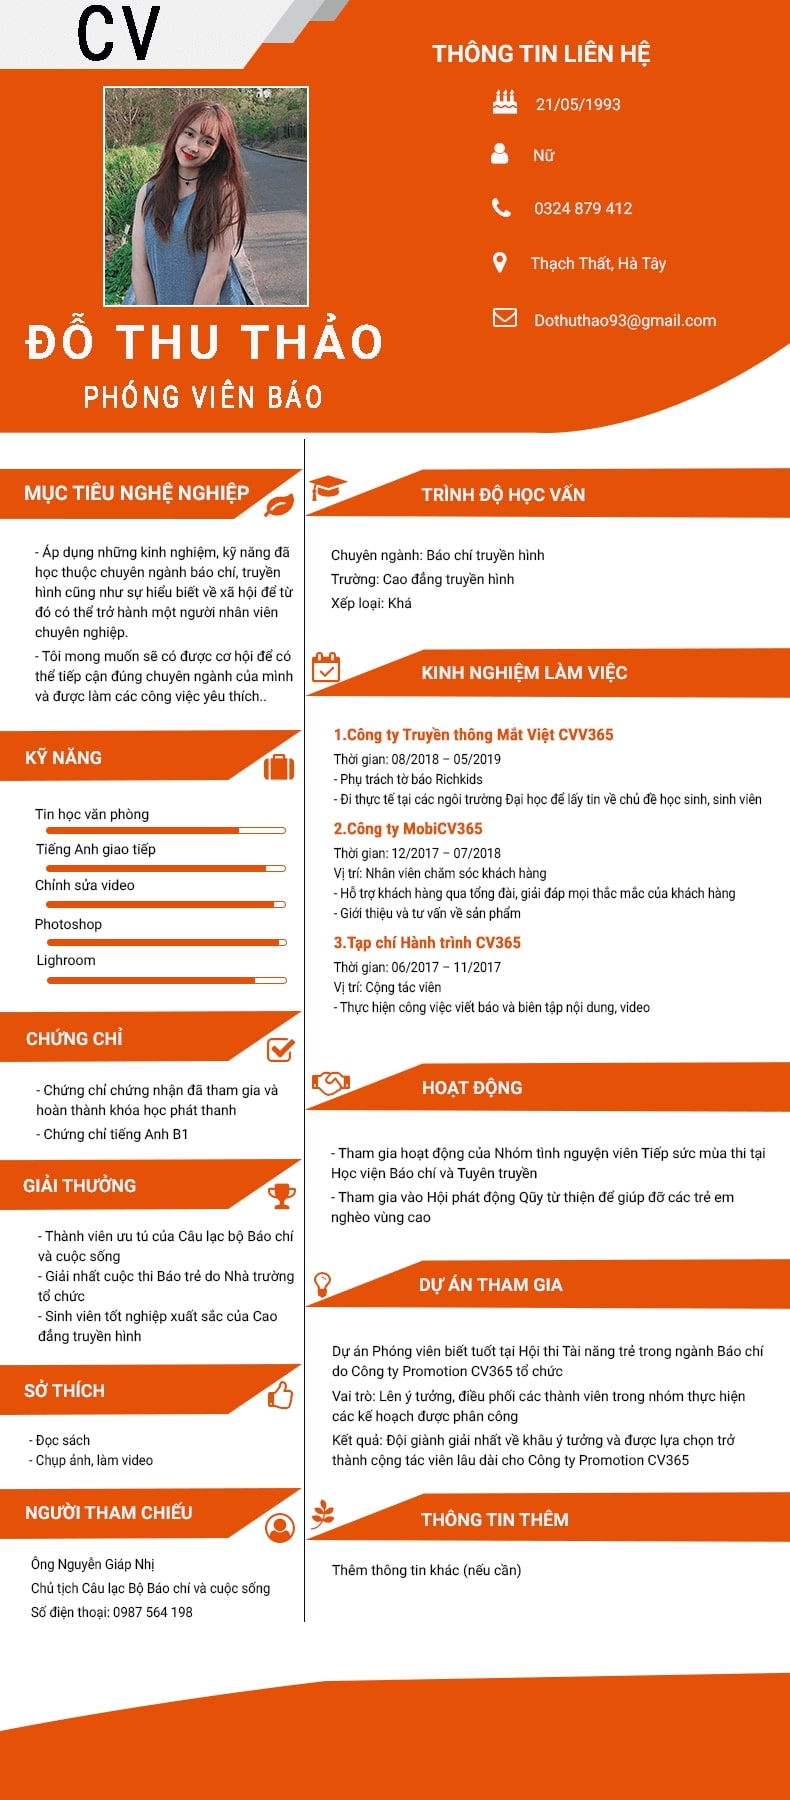 CV
THÔNG TIN LIÊN HỆ
21/05/1993
Nữ
0324 879 412
Thạch Thất, Hà Tây
Dothuthao93@gmail.com
ĐỖ THU THẢO
PHÓNG VIÊN BÁO
MỤC TIÊU NGHỆ NGHIỆP
- Áp dụng những kinh nghiệm, kỹ năng đã
học thuộc chuyên ngành báo chí, truyền
hình cũng như sự hiểu biết về xã hội để từ
đó có thể trở hành một người nhân viên
chuyên nghiệp.
- Tôi mong muốn sẽ có được cơ hội để có
thể tiếp cận đúng chuyên ngành của mình
và được làm các công việc yêu thích..
KỸ NĂNG
Tin học văn phòng
Tiếng Anh giao tiếp
Chỉnh sửa video
Photoshop
Lighroom
CHỨNG CHỈ
- Chứng chỉ chứng nhận đã tham gia và
hoàn thành khóa học phát thanh
- Chứng chỉ tiếng Anh B1
GIẢI THƯỞNG
- Thành viên ưu tú của Câu lạc bộ Báo chí
và cuộc sống
- Giải nhất cuộc thi Báo trẻ do Nhà trường
tổ chức
- Sinh viên tốt nghiệp xuất sắc của Cao
đẳng truyền hình
SỞ THÍCH
- Đọc sách
- Chụp ảnh, làm video
NGƯỜI THAM CHIẾU
Ông Nguyễn Giáp Nhị
Chủ tịch Câu lạc Bộ Báo chí và cuộc sống
Số điện thoại: 0987 564 198
TRÌNH ĐỘ HỌC VẤN
Chuyên ngành: Báo chí truyền hình
Trường: Cao đẳng truyền hình
Xếp loại: Khá
KINH NGHIỆM LÀM VIỆC
1.Công ty Truyền thông Mắt Việt CVV365
Thời gian: 08/2018 – 05/2019
- Phụ trách tờ báo Richkids
- Đi thực tế tại các ngôi trường Đại học để lấy tin về chủ đề học sinh, sinh viên
2.Công ty MobiCV365
Thời gian: 12/2017 – 07/2018
Vị trí: Nhân viên chăm sóc khách hàng
- Hỗ trợ khách hàng qua tổng đài, giải đáp mọi thắc mắc của khách hàng
- Giới thiệu và tư vấn về sản phẩm
3.Tạp chí Hành trình CV365
Thời gian: 06/2017 – 11/2017
Vị trí: Cộng tác viên
- Thực hiện công việc viết báo và biên tập nội dung, video
HOẠT ĐỘNG
- Tham gia hoạt động của Nhóm tình nguyện viên Tiếp sức mùa thi tại
Học viện Báo chí và Tuyên truyền
- Tham gia vào Hội phát động Qũy từ thiện để giúp đỡ các trẻ em
nghèo vùng cao
DỰ ÁN THAM GIA
Dự án Phóng viên biết tuốt tại Hội thi Tài năng trẻ trong ngành Báo chí
do Công ty Promotion CV365 tổ chức
Vai trò: Lên ý tưởng, điều phối các thành viên trong nhóm thực hiện
các kế hoạch được phân công
Kết quả: Đội giành giải nhất về khâu ý tưởng và được lựa chọn trở
thành cộng tác viên lâu dài cho Công ty Promotion CV365
THÔNG TIN THÊM
Thêm thông tin khác (nếu cần)